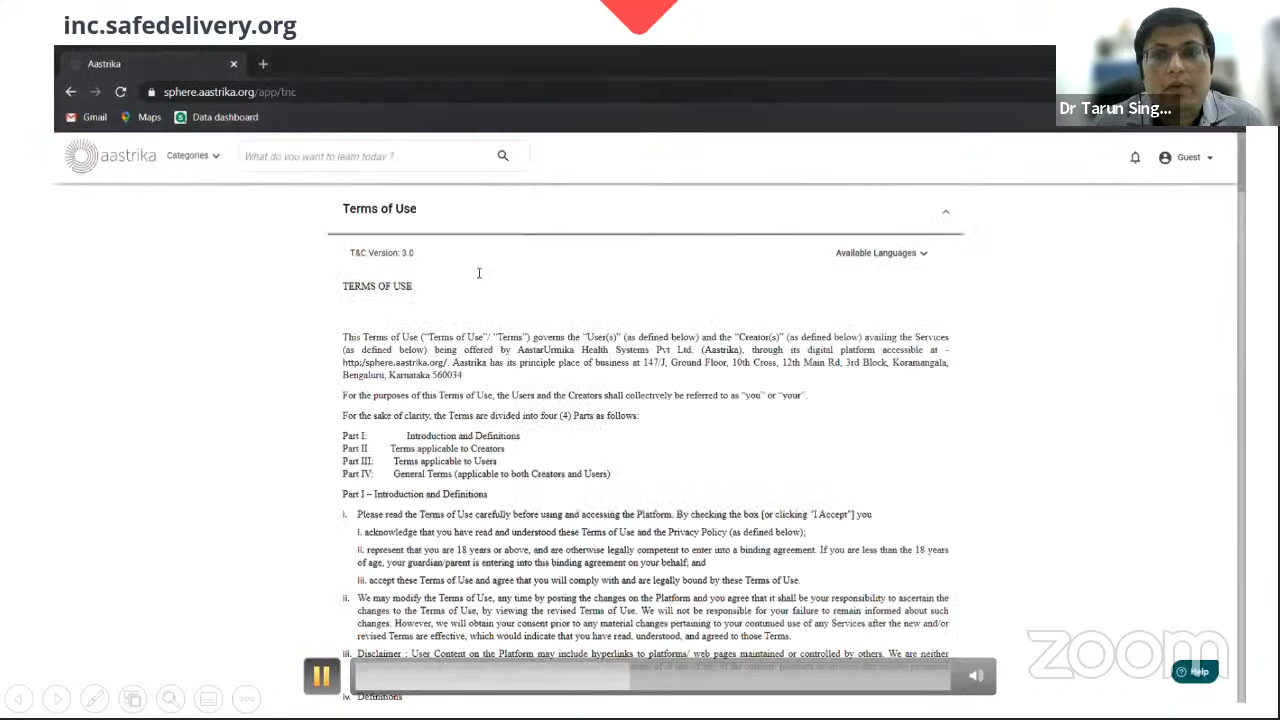 inc.safedelivery.org
Aastrika
sphere.aastrika.org/app/tnc
Gmail Maps Data dashboard
Dr Tarun Sing...
aastrika Categories What do you want to learn today ? Guest
Terms of Use
T&C Version: 3.0 Available Languages
TERMS OF USE
This Terms of Use ("Terms of Use"/ "Terms") governs the "User(s)" (as defined below) and the "Creator(s)" (as defined below) availing the Services
(as defined below) being offered by AastarUrmika Health Systems Pvt Ltd. (Aastrika), through its digital platform accessible at -
http:/sphere.aastrika.org/. Aastrika has its principle place of business at 147/J, Ground Floor, 10th Cross, 12th Main Rd, 3rd Block, Koramangala,
Bengaluru, Karnataka 560034
For the purposes of this Terms of Use, the Users and the Creators shall collectively be referred to as "you" or "your".
For the sake of clarity, the Terms are divided into four (4) Parts as follows:
Part I: Introduction and Definitions
Part II Terms applicable to Creators
Part III: Terms applicable to Users
Part IV: General Terms (applicable to both Creators and Users)
Part I – Introduction and Definitions
i. Please read the Terms of Use carefully before using and accessing the Platform. By checking the box [or clicking "I Accept"] you
i. acknowledge that you have read and understood these Terms of Use and the Privacy Policy (as defined below);
ii. represent that you are 18 years or above, and are otherwise legally competent to enter into a binding agreement. If you are less than the 18 years
of age, your guardian/parent is entering into this binding agreement on your behalf; and
iii. accept these Terms of Use and agree that you will comply with and are legally bound by these Terms of Use.
ii. We may modify the Terms of Use, any time by posting the changes on the Platform and you agree that it shall be your responsibility to ascertain the
changes to the Terms of Use, by viewing the revised Terms of Use. We will not be responsible for your failure to remain informed about such
changes. However, we will obtain your consent prior to any material changes pertaining to your continued use of any Services after the new and/or
revised Terms are effective, which would indicate that you have read, understood, and agreed to those Terms.
iii. Disclaimer : User Content on the Platform may include hyperlinks to platforms/ web pages maintained or controlled by others. We are neither
iv. Definitions
zoom
Help